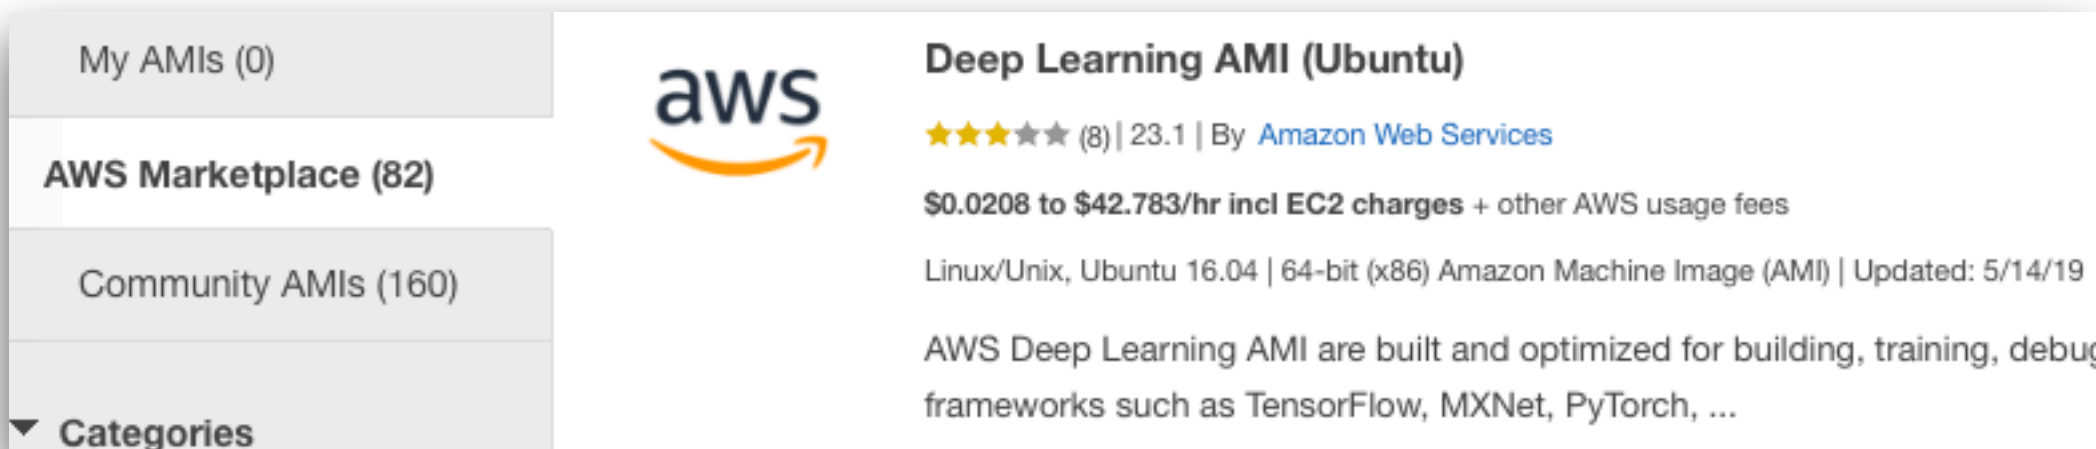 My AMIs (0)
AWS Marketplace (82)
Community AMIs (160)
Categories
aws
Deep Learning AMI (Ubuntu)
(8) | 23.1 | By Amazon Web Services
$0.0208 to $42.783/hr incl EC2 charges + other AWS usage fees
Linux/Unix, Ubuntu 16.04 | 64-bit (x86) Amazon Machine Image (AMI) | Updated: 5/14/19
AWS Deep Learning AMI are built and optimized for building, training, debug
frameworks such as TensorFlow, MXNet, PyTorch, ...